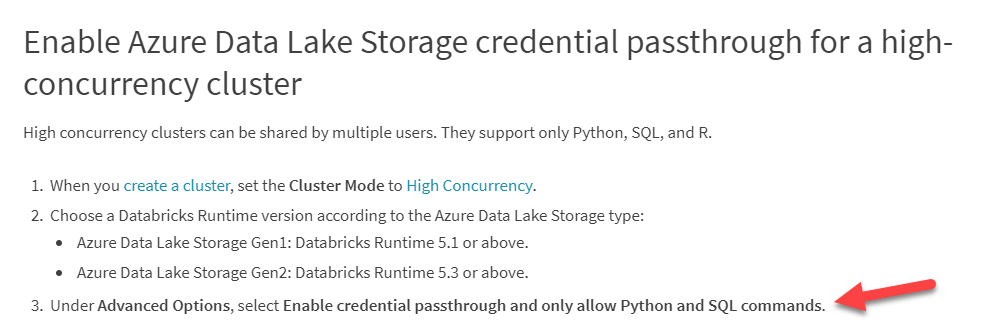 Enable Azure Data Lake Storage credential passthrough for a high-
concurrency cluster
High concurrency clusters can be shared by multiple users. They support only Python, SQL, and R.
1. When you create a cluster, set the Cluster Mode to High Concurrency.
2. Choose a Databricks Runtime version according to the Azure Data Lake Storage type:
• Azure Data Lake Storage Gen1: Databricks Runtime 5.1 or above.
• Azure Data Lake Storage Gen2: Databricks Runtime 5.3 or above.
3. Under Advanced Options, select Enable credential passthrough and only allow Python and SQL commands.